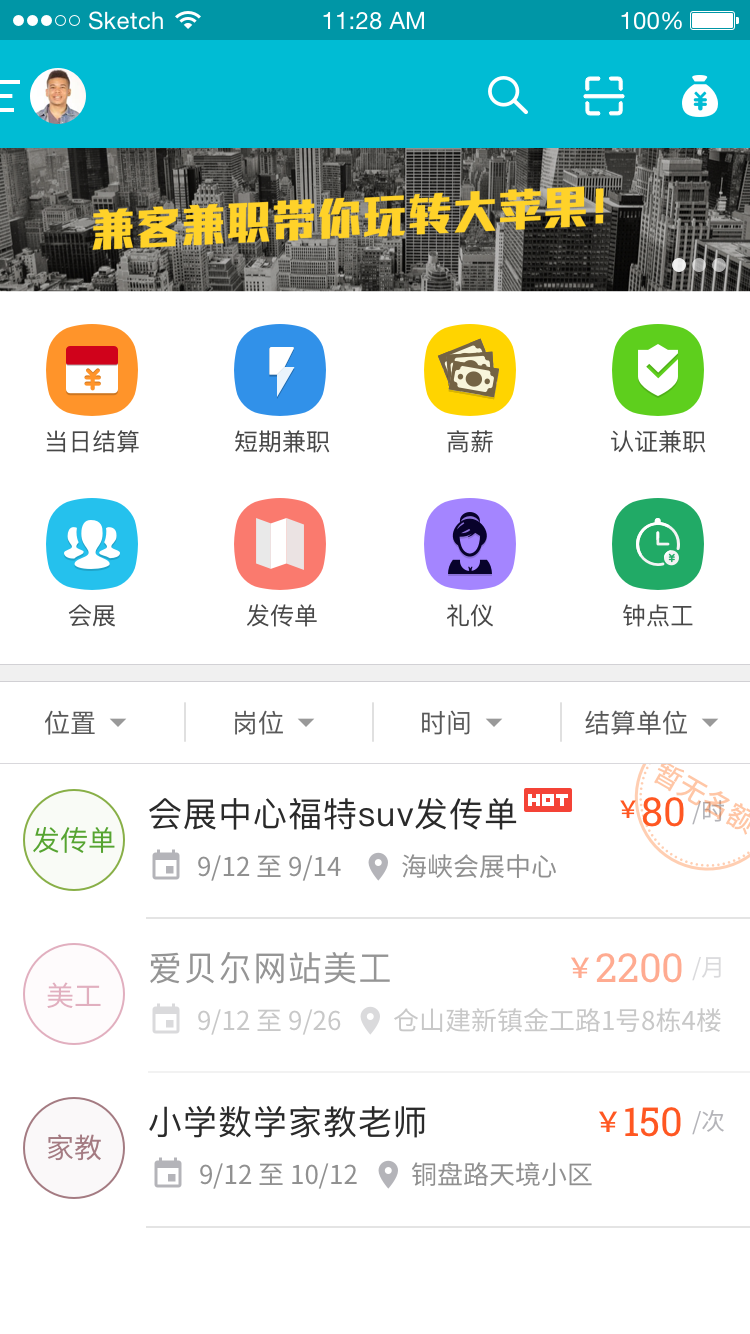 Sketch 11:28 AM 100%
兼客兼职带你玩转大苹果!
当日结算 短期兼职 高薪 认证兼职
会展 发传单 礼仪 钟点工
位置 岗位 时间 结算单位
发传单 会展中心福特suv发传单 HOT ¥80 /时
暂无名额
9/12 至 9/14 海峡会展中心
美工 爱贝尔网站美工 ¥2200 /月
9/12 至 9/26 仓山建新镇金工路1号8栋4楼
家教 小学数学家教老师 ¥150 /次
9/12 至 10/12 铜盘路天境小区